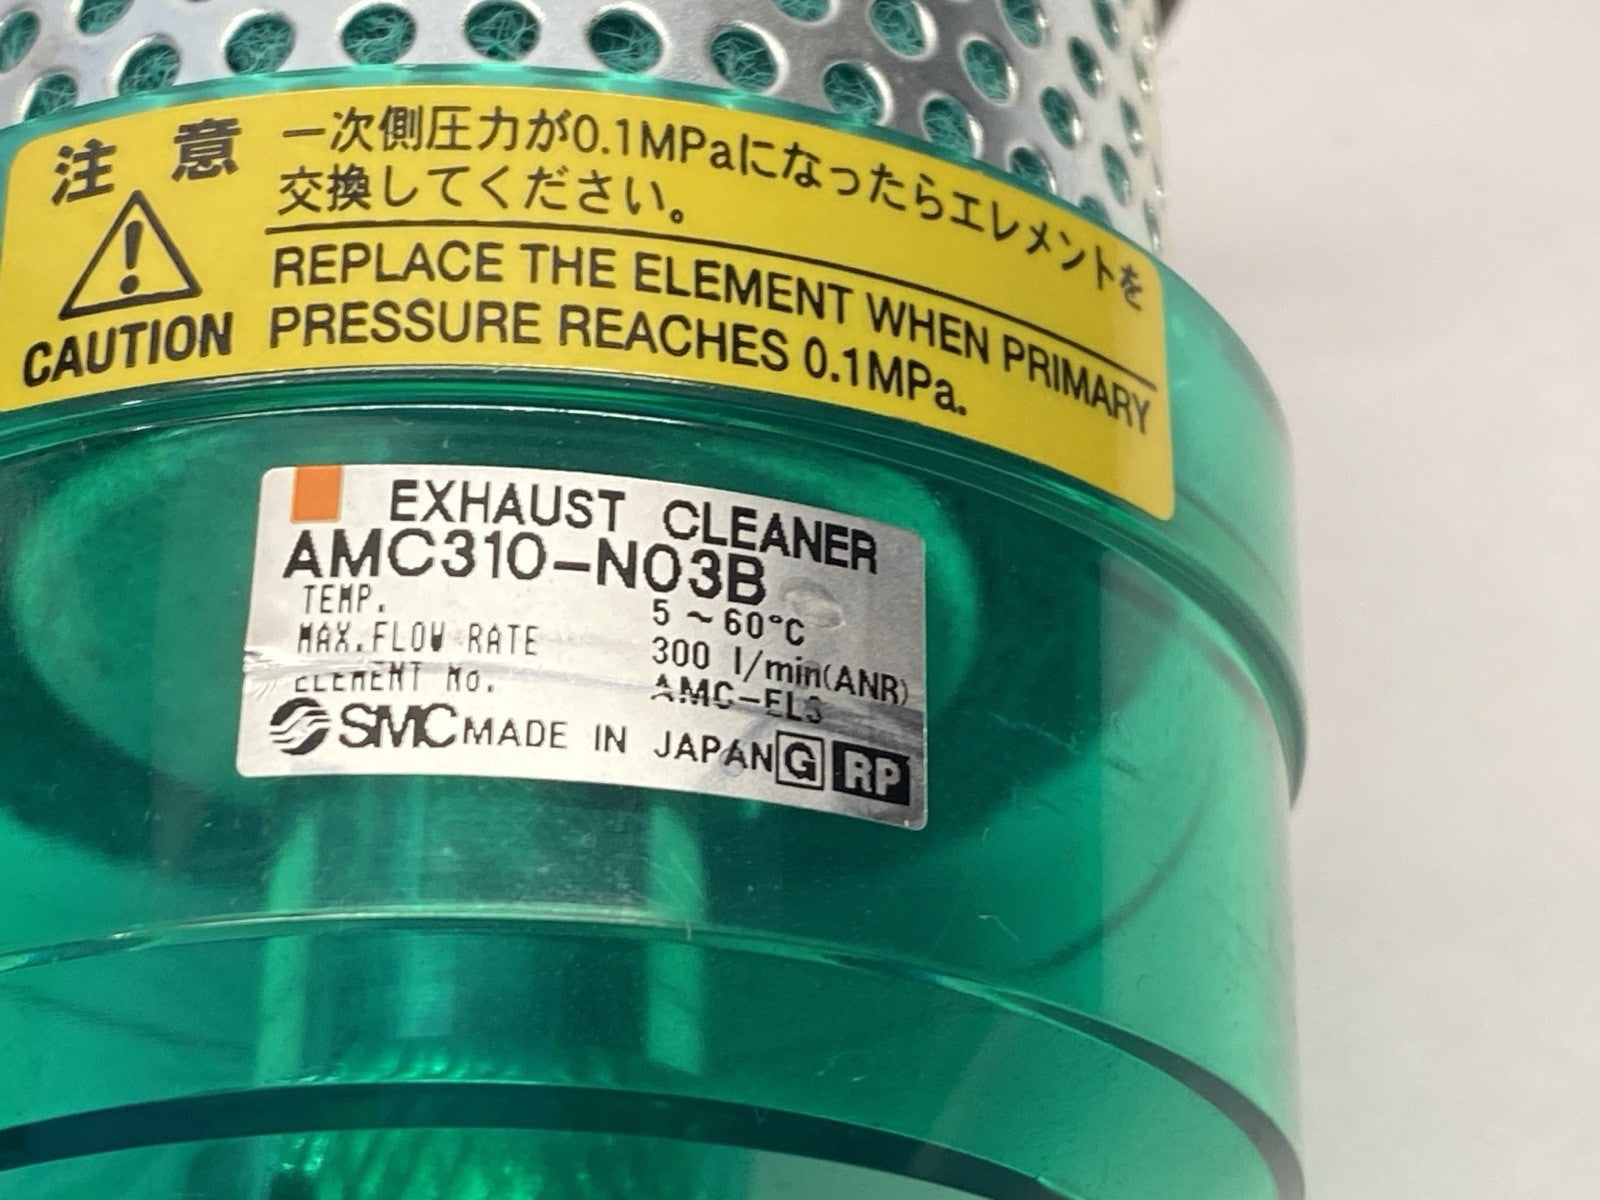 注意
CAUTION
一次側圧力が0.1MPaになったらエレメントを
交換してください。
REPLACE THE ELEMENT WHEN PRIMARY
PRESSURE REACHES 0.1MPa.
EXHAUST CLEANER
AMC310-N03B
TEMP. 5~60°C
MAX.FLOW RATE 300 l/min(ANR)
ELEMENT No. AMC-EL3
SMC MADE IN JAPAN G RP